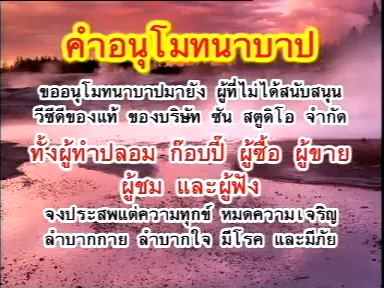 คำอนุโมทนาบาป
ขออนุโมทนาบาปมายัง ผู้ที่ไม่ได้สนับสนุน
วีซีดีของแท้ ของบริษัท ซัน สตูดิโอ จำกัด
ทั้งผู้ทำปลอม ก๊อบปี๊ ผู้ซื้อ ผู้ขาย
ผู้ชม และผู้ฟัง
จงประสพแต่ความทุกข์ หมดความเจริญ
ลำบากกาย ลำบากใจ มีโรค และมีภัย